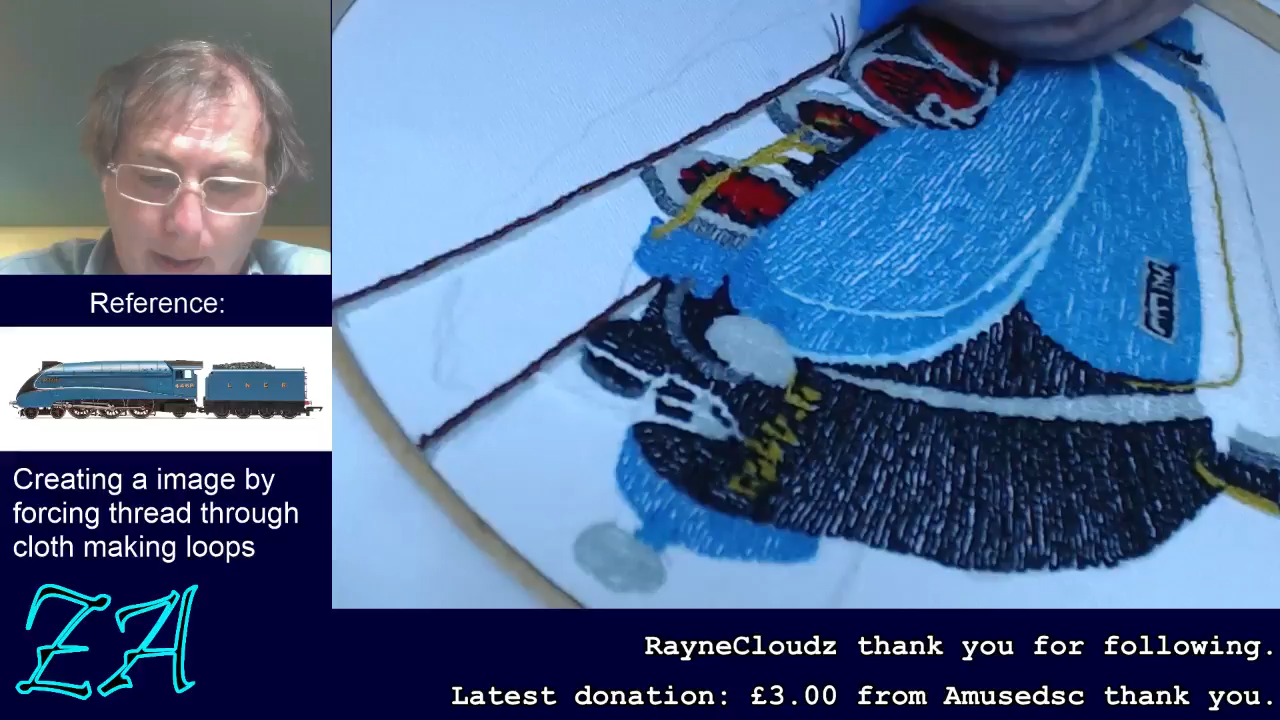 Reference:
Creating a image by
forcing thread through
cloth making loops
ZA
RayneCloudz thank you for following.
Latest donation: £3.00 from Amusedsc thank you.